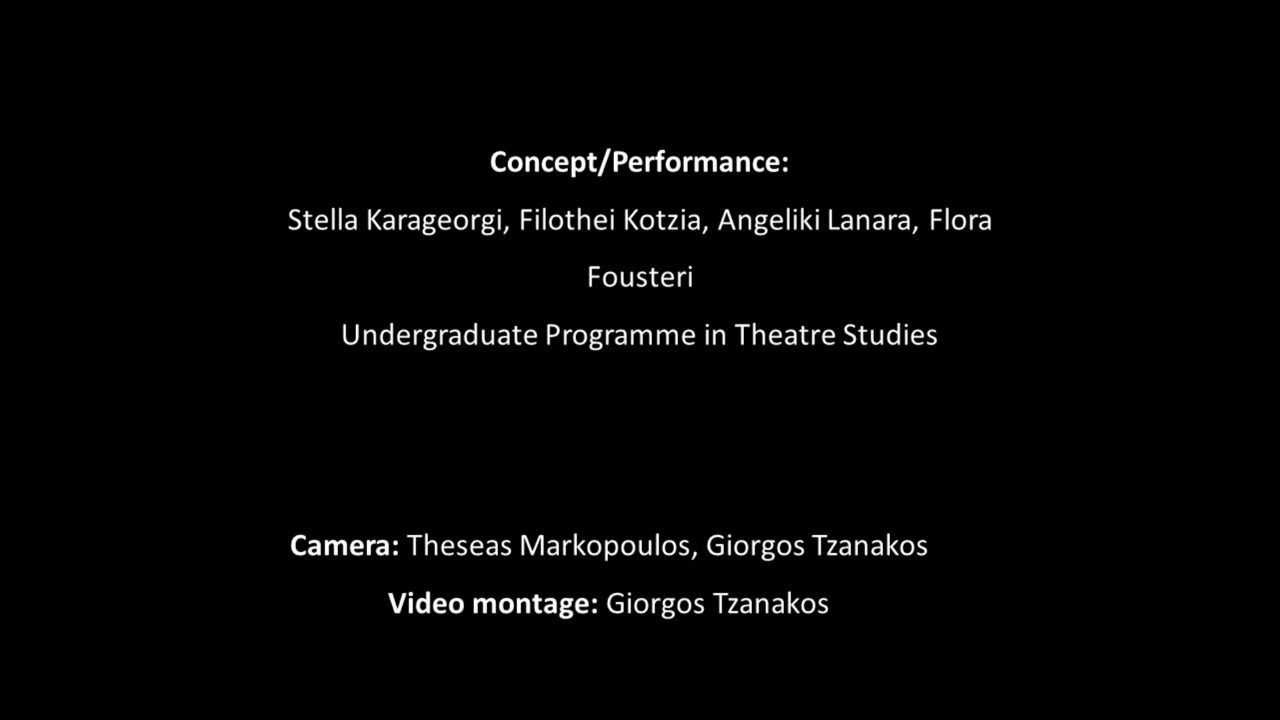 Concept/Performance:
Stella Karageorgi, Filothei Kotzia, Angeliki Lanara, Flora
Fousteri
Undergraduate Programme in Theatre Studies
Camera: Theseas Markopoulos, Giorgos Tzanakos
Video montage: Giorgos Tzanakos